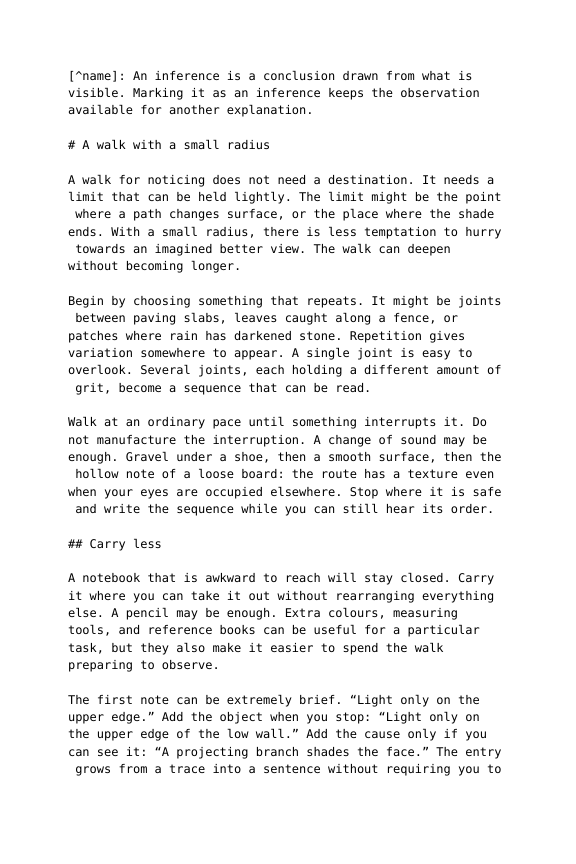 [^name]: An inference is a conclusion drawn from what is
visible. Marking it as an inference keeps the observation
available for another explanation.

# A walk with a small radius

A walk for noticing does not need a destination. It needs a
limit that can be held lightly. The limit might be the point
 where a path changes surface, or the place where the shade
ends. With a small radius, there is less temptation to hurry
 towards an imagined better view. The walk can deepen
without becoming longer.

Begin by choosing something that repeats. It might be joints
 between paving slabs, leaves caught along a fence, or
patches where rain has darkened stone. Repetition gives
variation somewhere to appear. A single joint is easy to
overlook. Several joints, each holding a different amount of
 grit, become a sequence that can be read.

Walk at an ordinary pace until something interrupts it. Do
not manufacture the interruption. A change of sound may be
enough. Gravel under a shoe, then a smooth surface, then the
 hollow note of a loose board: the route has a texture even
when your eyes are occupied elsewhere. Stop where it is safe
 and write the sequence while you can still hear its order.

## Carry less

A notebook that is awkward to reach will stay closed. Carry
it where you can take it out without rearranging everything
else. A pencil may be enough. Extra colours, measuring
tools, and reference books can be useful for a particular
task, but they also make it easier to spend the walk
preparing to observe.

The first note can be extremely brief. “Light only on the
upper edge.” Add the object when you stop: “Light only on
the upper edge of the low wall.” Add the cause only if you
can see it: “A projecting branch shades the face.” The entry
 grows from a trace into a sentence without requiring you to